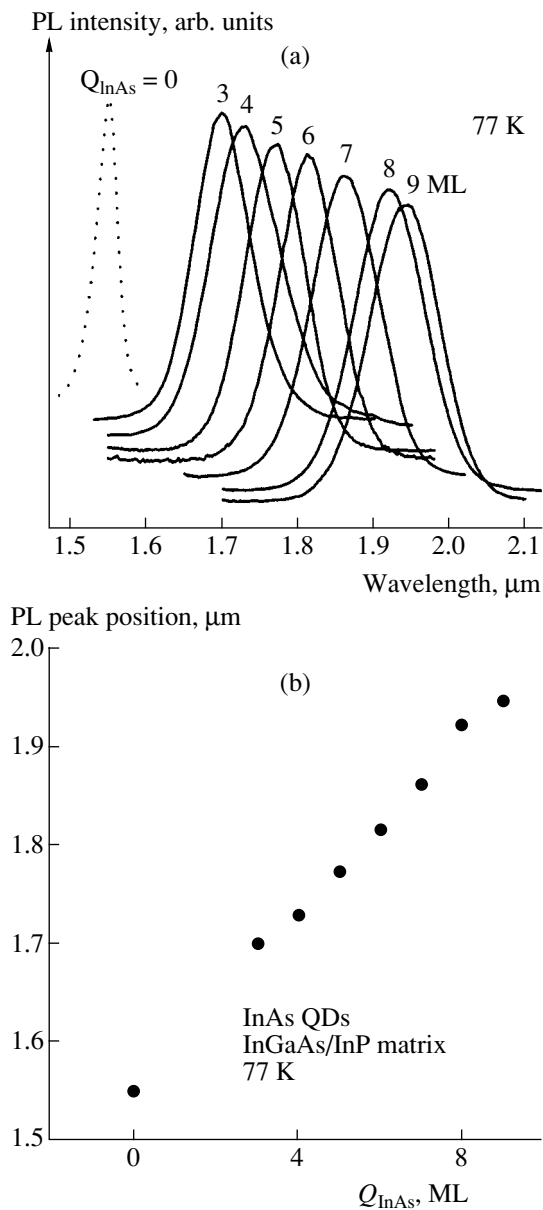 PL intensity, arb. units
(a)
Q_InAs = 0
3
4
5
6
7
8
9 ML
77 K
1.5 1.6 1.7 1.8 1.9 2.0 2.1
Wavelength, μm
PL peak position, μm
2.0
(b)
1.9
1.8
1.7
InAs QDs
InGaAs/InP matrix
77 K
1.6
1.5
0 4 8
Q_InAs, ML